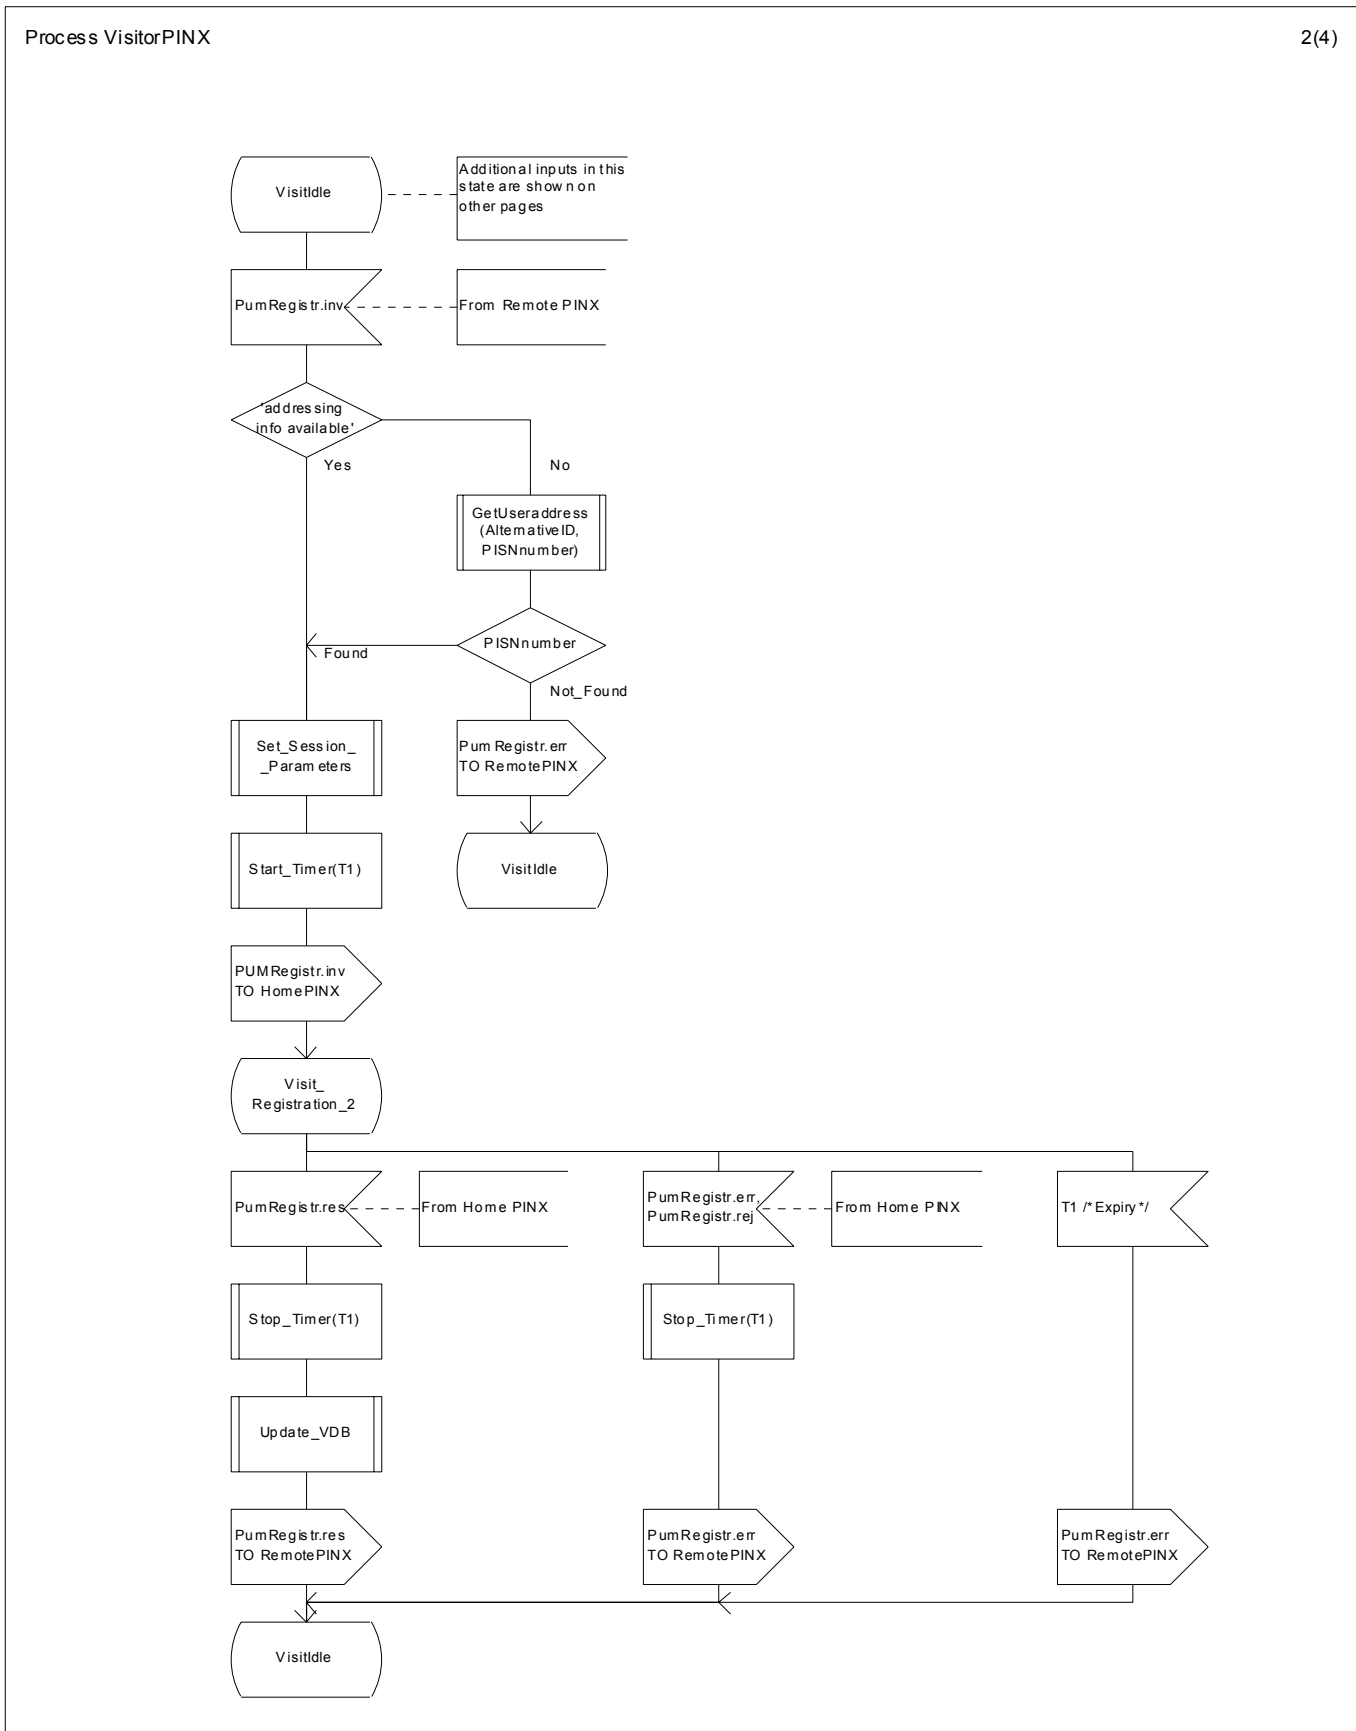 Process VisitorPINX
2(4)
VisitIdle
Additional inputs in this
state are shown on
other pages
PumRegistr.inv
From Remote PINX
'addressing
info available'
Yes
No
GetUseraddress
(AlternativeID,
PISNnumber)
PISNnumber
Found
Not_Found
Set_Session_
_Parameters
PumRegistr.err
TO RemotePINX
Start_Timer(T1)
VisitIdle
PUMRegistr.inv
TO HomePINX
Visit_
Registration_2
PumRegistr.res
From Home PINX
PumRegistr.err,
PumRegistr.rej
From Home PINX
T1 /*Expiry*/
Stop_Timer(T1)
Stop_Timer(T1)
Update_VDB
PumRegistr.res
TO RemotePINX
PumRegistr.err
TO RemotePINX
PumRegistr.err
TO RemotePINX
VisitIdle